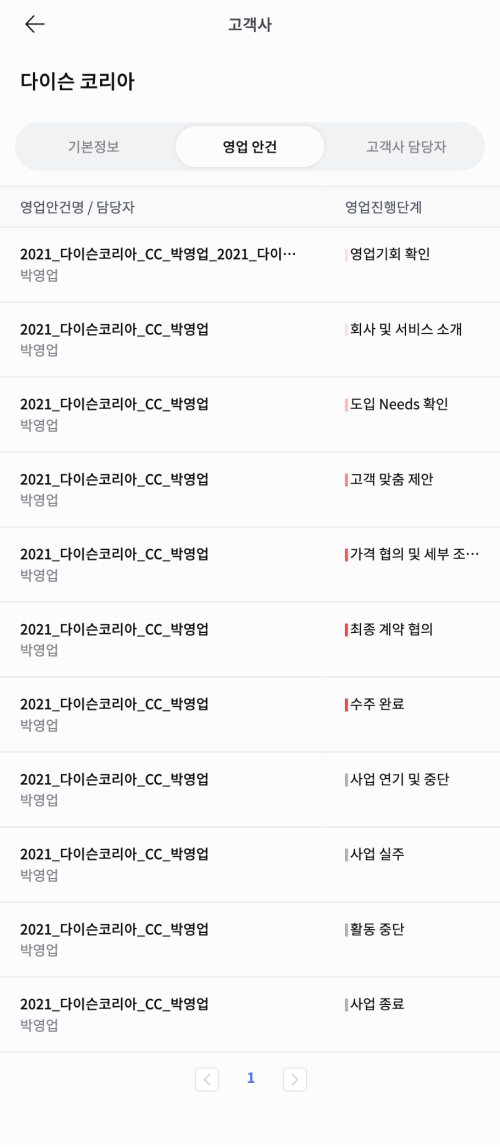 고객사
다이슨 코리아
기본정보 영업 안건 고객사 담당자
영업안건명 / 담당자 영업진행단계
2021_다이슨코리아_CC_박영업_2021_다이… 영업기회 확인
박영업
2021_다이슨코리아_CC_박영업 회사 및 서비스 소개
박영업
2021_다이슨코리아_CC_박영업 도입 Needs 확인
박영업
2021_다이슨코리아_CC_박영업 고객 맞춤 제안
박영업
2021_다이슨코리아_CC_박영업 가격 협의 및 세부 조…
박영업
2021_다이슨코리아_CC_박영업 최종 계약 협의
박영업
2021_다이슨코리아_CC_박영업 수주 완료
박영업
2021_다이슨코리아_CC_박영업 사업 연기 및 중단
박영업
2021_다이슨코리아_CC_박영업 사업 실주
박영업
2021_다이슨코리아_CC_박영업 활동 중단
박영업
2021_다이슨코리아_CC_박영업 사업 종료
박영업
1